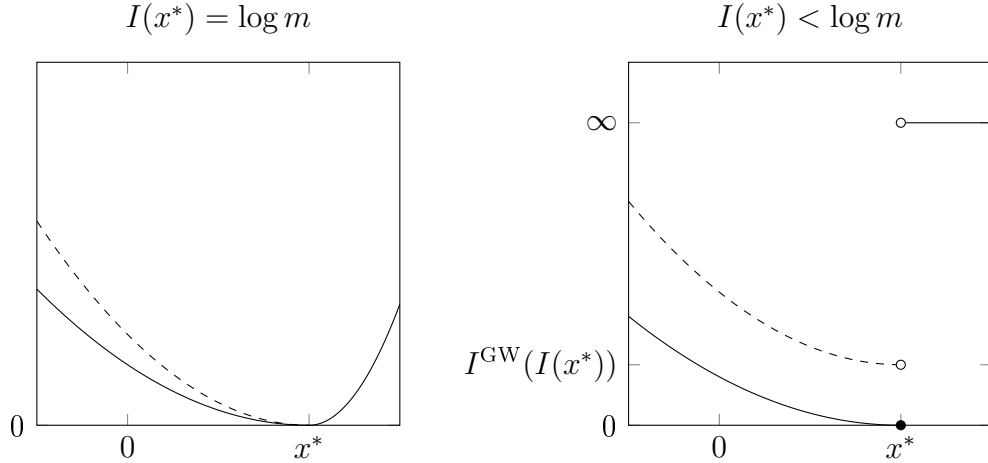 I(x*) = log m
0
0
x*
I(x*) < log m
∞
I^GW(I(x*))
0
0
x*